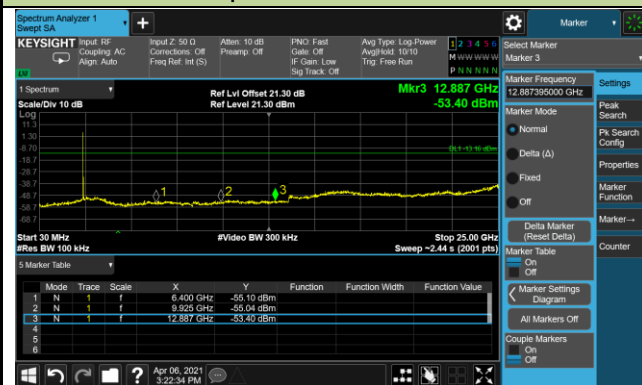 Spectrum Analyzer 1
Swept SA
Marker
KEYSIGHT
Input: RF
Coupling: AC
Align: Auto
Input Z: 50 Ω
Corrections: Off
Freq Ref: Int (S)
Atten: 10 dB
Preamp: Off
PNO: Fast
Gate: Off
IF Gain: Low
Sig Track: Off
Avg Type: Log-Power
Avg|Hold: 10/10
Trig: Free Run
1 2 3 4 5 6
M W W W W W
P N N N N N
Select Marker
Marker 3
1 Spectrum
Scale/Div 10 dB
Log
Ref Lvl Offset 21.30 dB
Ref Level 21.30 dBm
Mkr3 12.887 GHz
-53.40 dBm
11.3
1.30
-8.70
-18.7
-28.7
-38.7
-48.7
-58.7
-68.7
DL1 -13.16 dBm
1
2
3
Start 30 MHz
#Res BW 100 kHz
#Video BW 300 kHz
Stop 25.00 GHz
Sweep ~2.44 s (2001 pts)
5 Marker Table
Mode Trace Scale X Y Function Function Width Function Value
1 N 1 f 6.400 GHz -55.10 dBm
2 N 1 f 9.925 GHz -55.04 dBm
3 N 1 f 12.887 GHz -53.40 dBm
4
5
6
Marker Frequency
12.887395000 GHz
Marker Mode
Normal
Delta (Δ)
Fixed
Off
Delta Marker
(Reset Delta)
Marker Table
On
Off
Marker Settings
Diagram
All Markers Off
Couple Markers
On
Off
Settings
Peak
Search
Pk Search
Config
Properties
Marker
Function
Marker→
Counter
Apr 06, 2021
3:22:34 PM